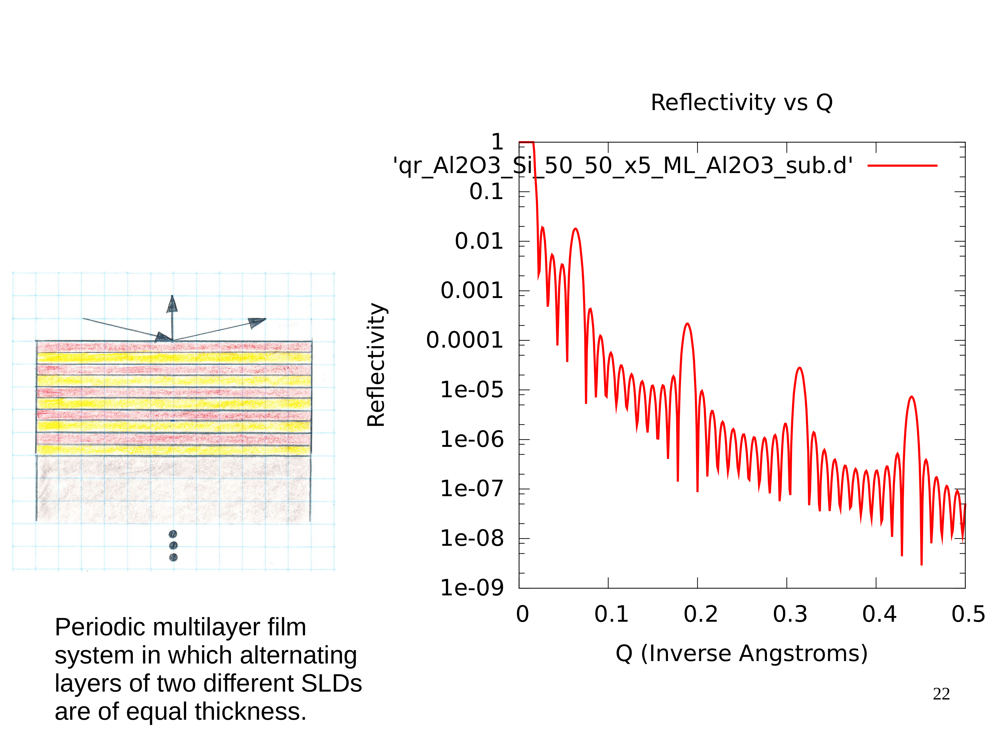 Reflectivity vs Q
1
'qr_Al2O3_Si_50_50_x5_ML_Al2O3_sub.d'
0.1
0.01
0.001
0.0001
1e-05
1e-06
1e-07
1e-08
1e-09
Reflectivity
0 0.1 0.2 0.3 0.4 0.5
Q (Inverse Angstroms)
Periodic multilayer film
system in which alternating
layers of two different SLDs
are of equal thickness.
22